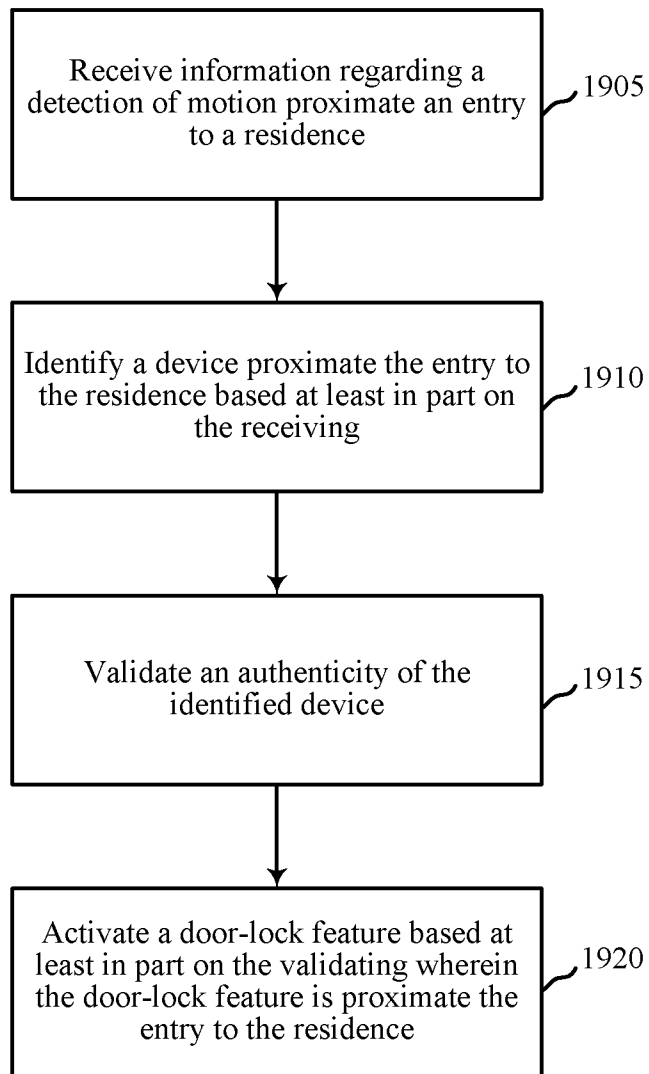 Receive information regarding a
detection of motion proximate an entry
to a residence
1905
Identify a device proximate the entry to
the residence based at least in part on
the receiving
1910
Validate an authenticity of the
identified device
1915
Activate a door-lock feature based at
least in part on the validating wherein
the door-lock feature is proximate the
entry to the residence
1920